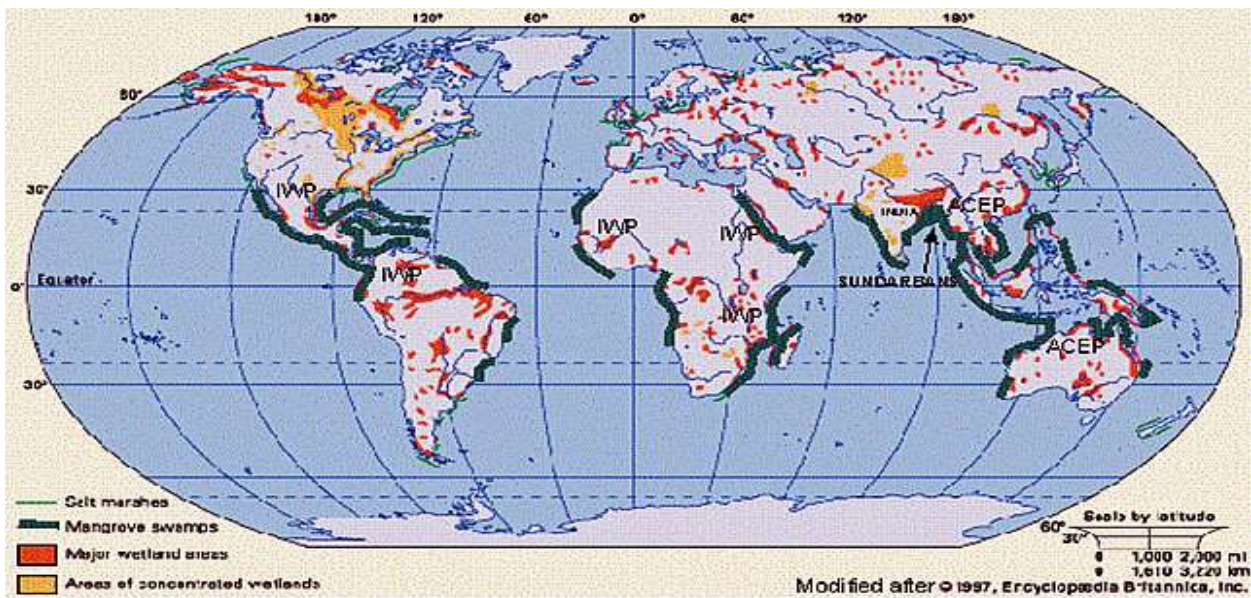 180° 120° 60° 0° 60° 120° 180°
60°
30°
IWP
IWP
IWP
INDIA
ACEP
IWP
Equator
0°
SUNDARBANS
IWP
ACEP
30°
Salt marshes
Mangrove swamps
Major wetland areas
Areas of concentrated wetlands
Scale by latitude
60°
30°
0 1,000 2,000 mi
0 1,610 3,220 km
Modified after © 1997, Encyclopædia Britannica, Inc.